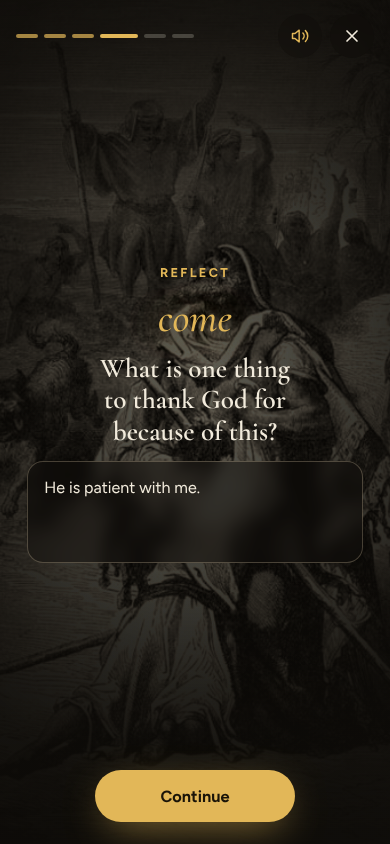 REFLECT
come
What is one thing
to thank God for
because of this?
He is patient with me.
Continue